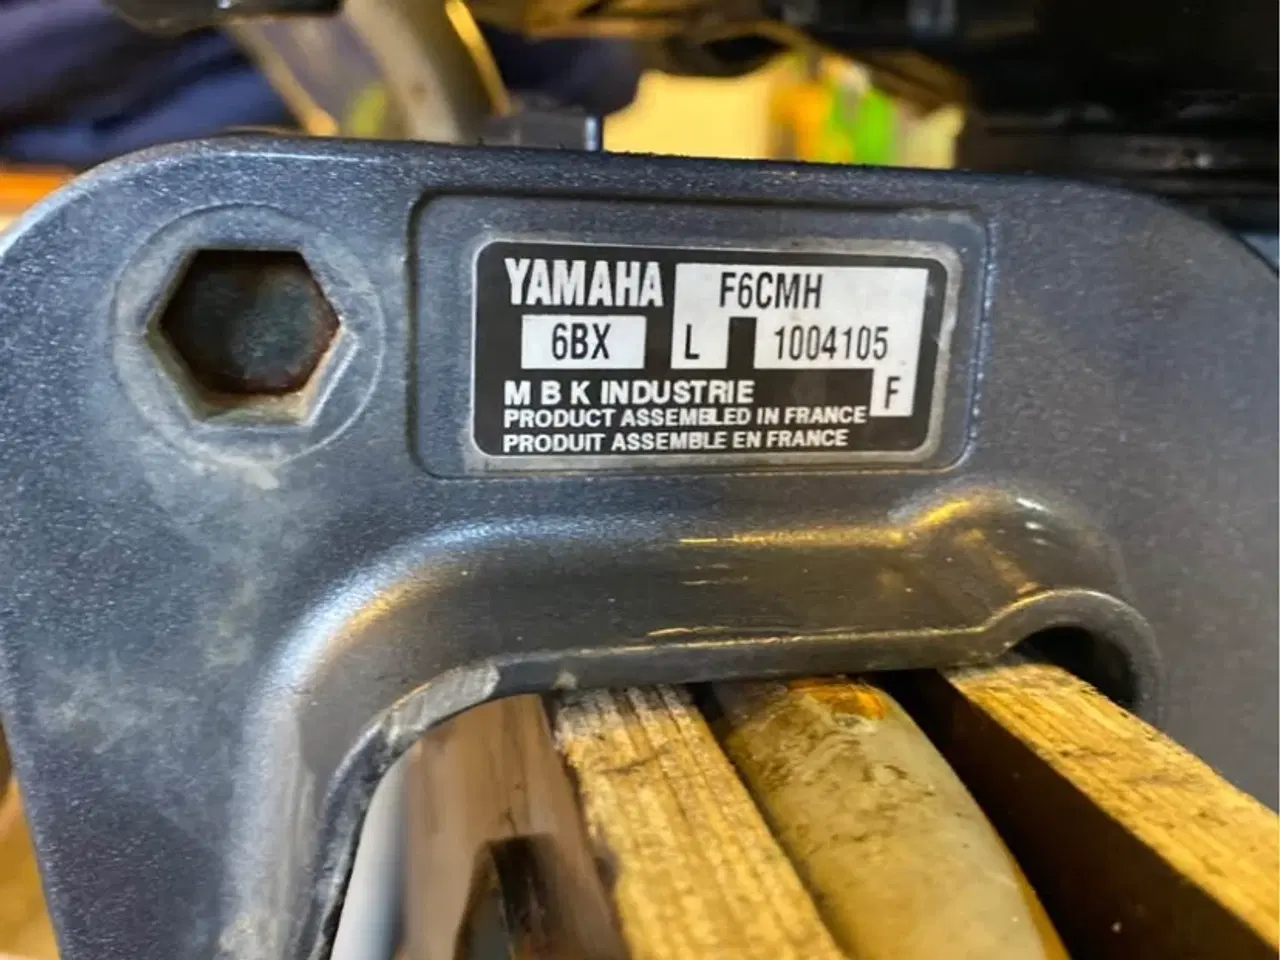 YAMAHA F6CMH
6BX L 1004105
M B K INDUSTRIE F
PRODUCT ASSEMBLED IN FRANCE
PRODUIT ASSEMBLE EN FRANCE